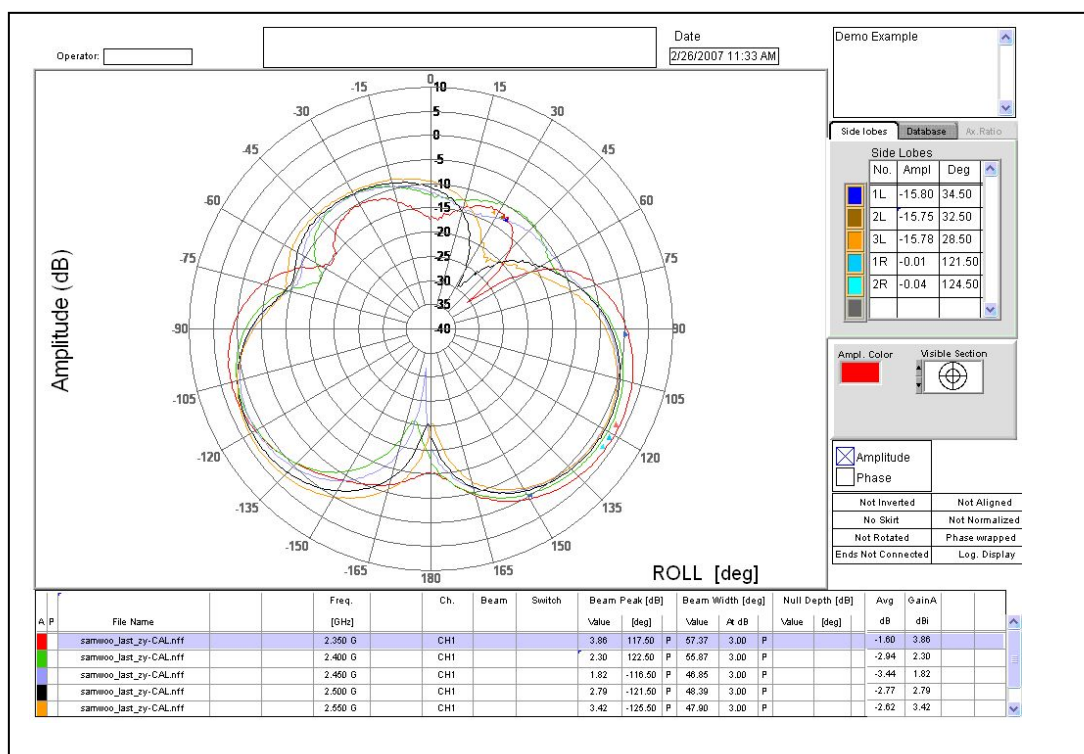 Operator:
Date
2/26/2007 11:33 AM
Demo Example
Side lobes Database Ax.Ratio
Side Lobes
No. Ampl Deg
1L -15.80 34.50
2L -15.75 32.50
3L -15.78 28.50
1R -0.01 121.50
2R -0.04 124.50
Ampl. Color Visible Section
Amplitude
Phase
Not Inverted Not Aligned
No Skirt Not Normalized
Not Rotated Phase wrapped
Ends Not Connected Log. Display
Amplitude (dB)
0
-15 15
-30 30
-45 45
-60 60
-75 75
-90 90
-105 105
-120 120
-135 135
-150 150
-165 165
180
10
5
0
-5
-10
-15
-20
-25
-30
-35
-40
ROLL [deg]
Freq. Ch. Beam Switch Beam Peak [dB] Beam Width [deg] Null Depth [dB] Avg GainA
A P File Name [GHz] Value [deg] Value At dB Value [deg] dB dBi
samwoo_last_zy-CAL.nff 2.350 G CH1 3.86 117.50 P 57.37 3.00 P -1.60 3.86
samwoo_last_zy-CAL.nff 2.400 G CH1 2.30 122.50 P 55.87 3.00 P -2.94 2.30
samwoo_last_zy-CAL.nff 2.450 G CH1 1.82 -116.50 P 46.85 3.00 P -3.44 1.82
samwoo_last_zy-CAL.nff 2.500 G CH1 2.79 -121.50 P 48.39 3.00 P -2.77 2.79
samwoo_last_zy-CAL.nff 2.550 G CH1 3.42 -125.50 P 47.90 3.00 P -2.62 3.42